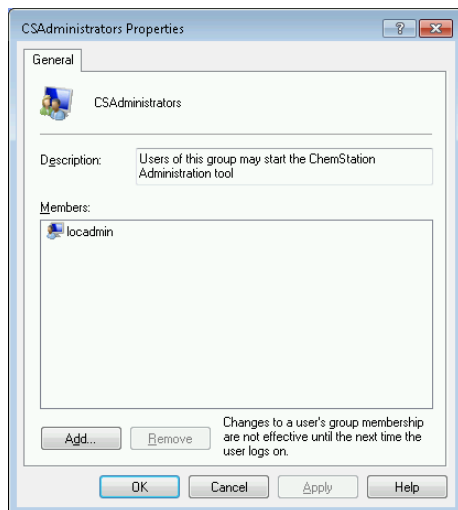 CSAdministrators Properties
General
CSAdministrators
Description:
Users of this group may start the ChemStation
Administration tool
Members:
locadmin
Add...
Remove
Changes to a user's group membership
are not effective until the next time the
user logs on.
OK
Cancel
Apply
Help